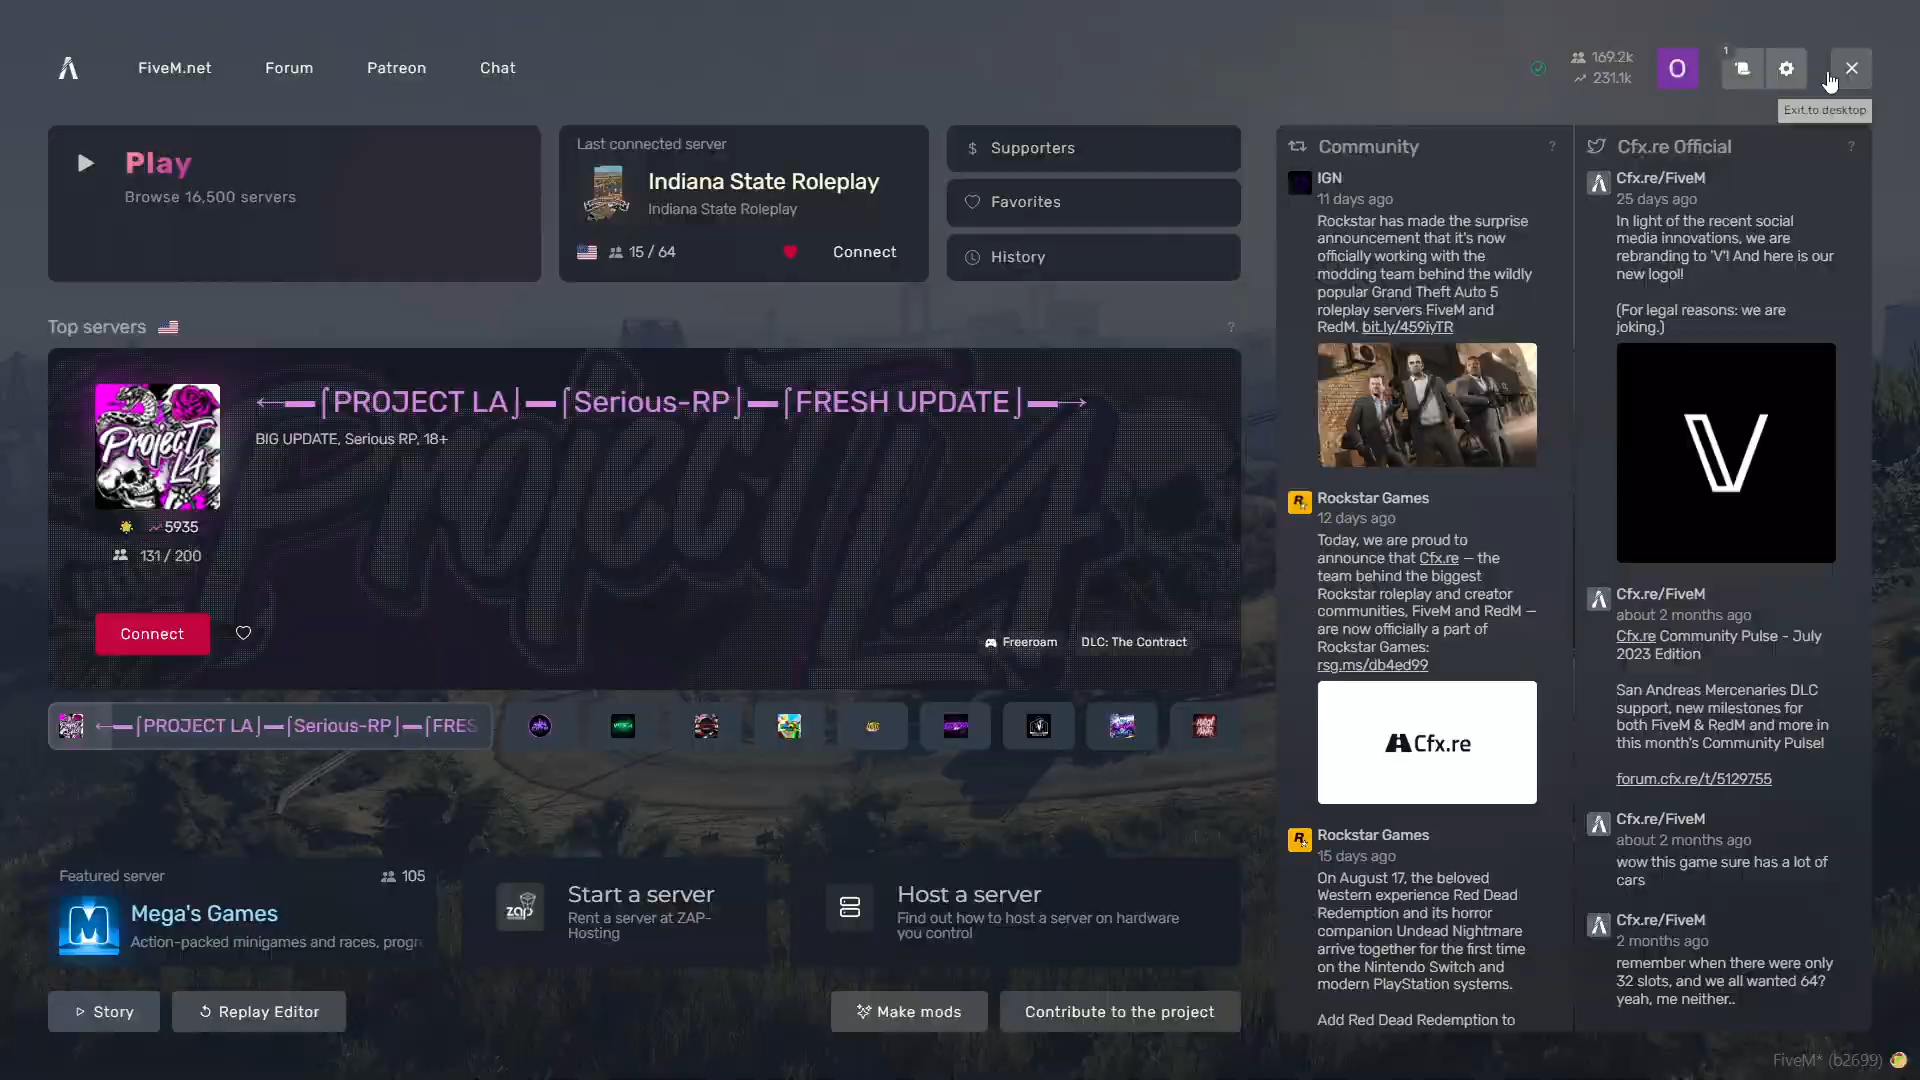 FiveM.net
Forum
Patreon
Chat
169.2k
231.1k
O
1
Exit to desktop
Play
Browse 16,500 servers
Last connected server
Indiana State Roleplay
Indiana State Roleplay
15 / 64
Connect
$ Supporters
Favorites
History
Top servers
?
PROJECT LA
←—⌈PROJECT LA⌋—⌈Serious-RP⌋—⌈FRESH UPDATE⌋—→
BIG UPDATE, Serious RP, 18+
5935
131 / 200
Connect
Freeroam
DLC: The Contract
←—⌈PROJECT LA⌋—⌈Serious-RP⌋—⌈FRES
Featured server
105
Mega's Games
Action-packed minigames and races, progr
zap
Start a server
Rent a server at ZAP-
Hosting
Host a server
Find out how to host a server on hardware
you control
Story
Replay Editor
Make mods
Contribute to the project
Community
?
IGN
11 days ago
Rockstar has made the surprise
announcement that it's now
officially working with the
modding team behind the wildly
popular Grand Theft Auto 5
roleplay servers FiveM and
RedM. bit.ly/459iyTR
Rockstar Games
12 days ago
Today, we are proud to
announce that Cfx.re — the
team behind the biggest
Rockstar roleplay and creator
communities, FiveM and RedM —
are now officially a part of
Rockstar Games:
rsg.ms/db4ed99
Cfx.re
Rockstar Games
15 days ago
On August 17, the beloved
Western experience Red Dead
Redemption and its horror
companion Undead Nightmare
arrive together for the first time
on the Nintendo Switch and
modern PlayStation systems.
Add Red Dead Redemption to
Cfx.re Official
?
Cfx.re/FiveM
25 days ago
In light of the recent social
media innovations, we are
rebranding to 'V'! And here is our
new logo!!
(For legal reasons: we are
joking.)
V
Cfx.re/FiveM
about 2 months ago
Cfx.re Community Pulse - July
2023 Edition
San Andreas Mercenaries DLC
support, new milestones for
both FiveM & RedM and more in
this month's Community Pulse!
forum.cfx.re/t/5129755
Cfx.re/FiveM
about 2 months ago
wow this game sure has a lot of
cars
Cfx.re/FiveM
2 months ago
remember when there were only
32 slots, and we all wanted 64?
yeah, me neither..
FiveM* (b2699)